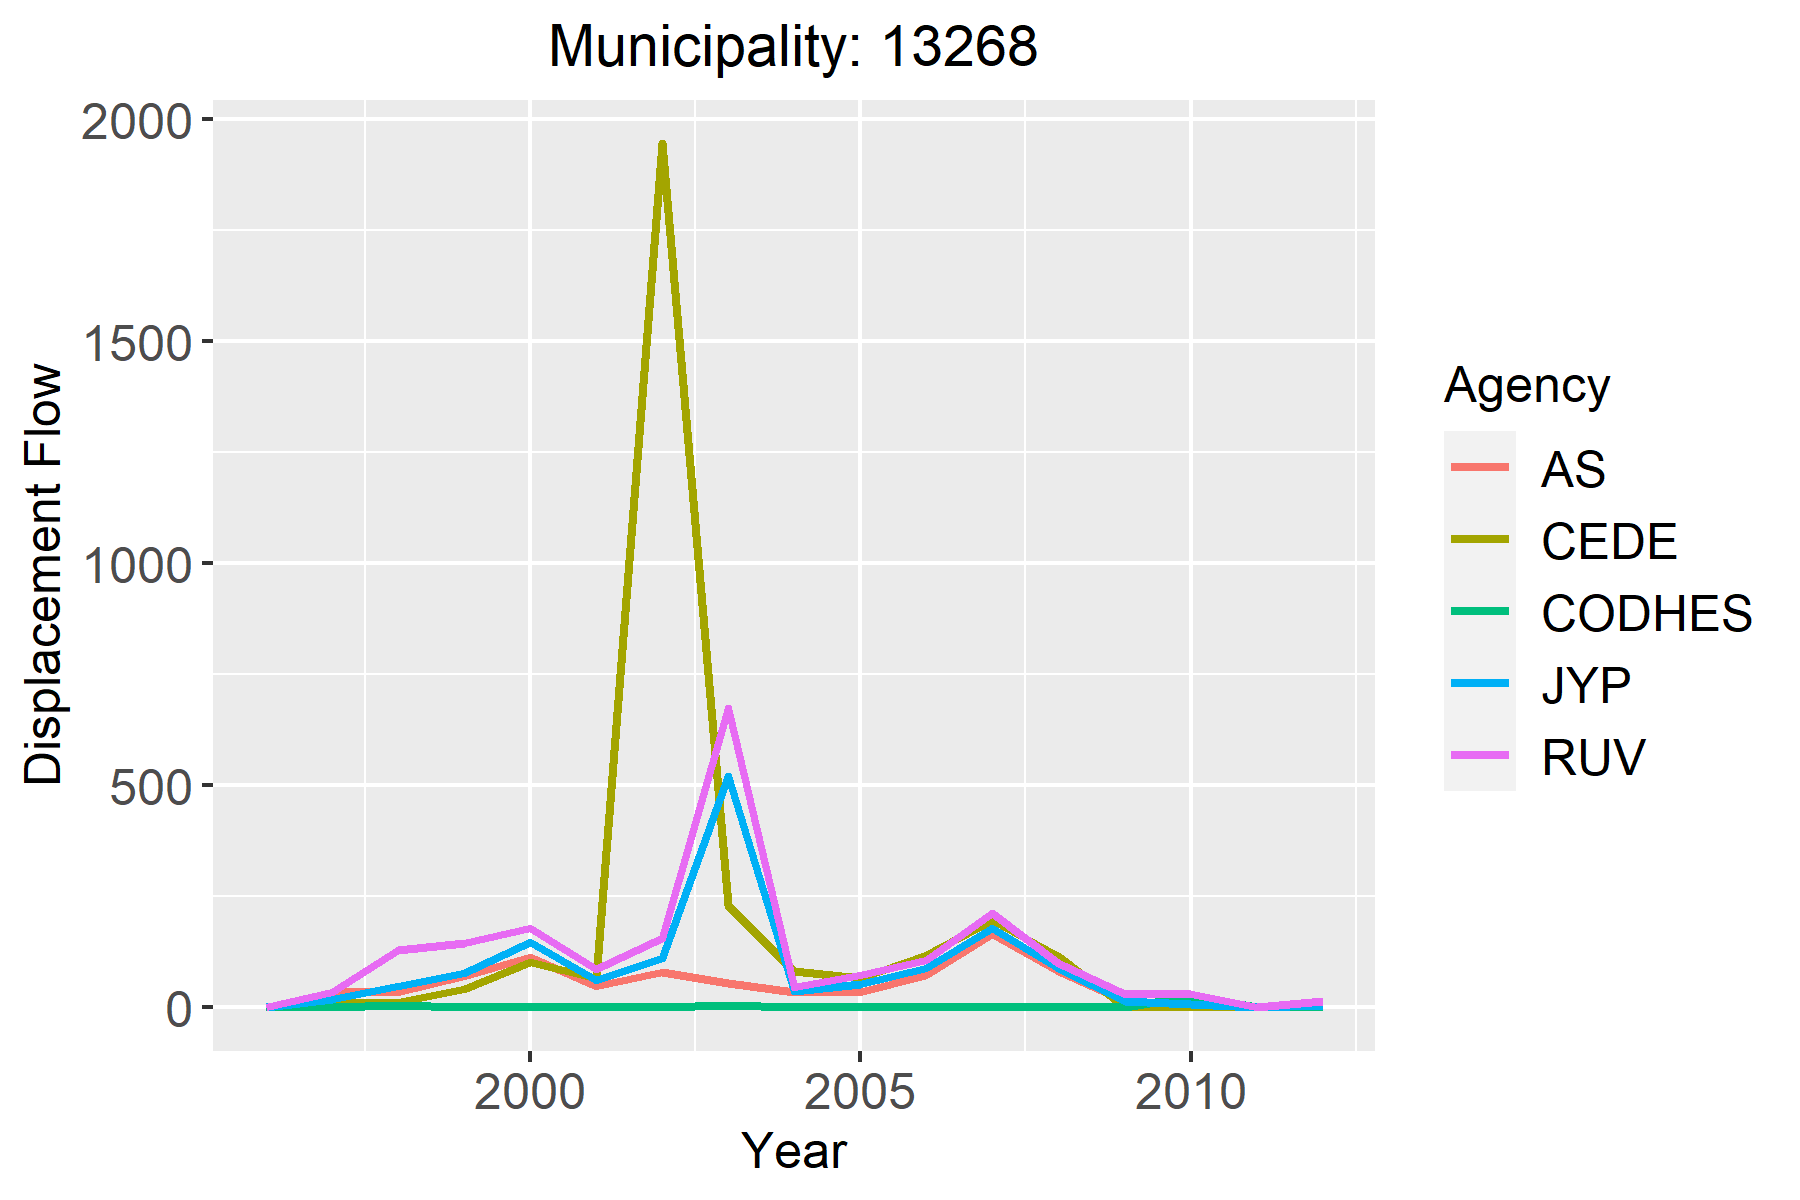 Municipality: 13268
2000
1500
1000
500
0
Displacement Flow
2000
2005
2010
Year
Agency
AS
CEDE
CODHES
JYP
RUV